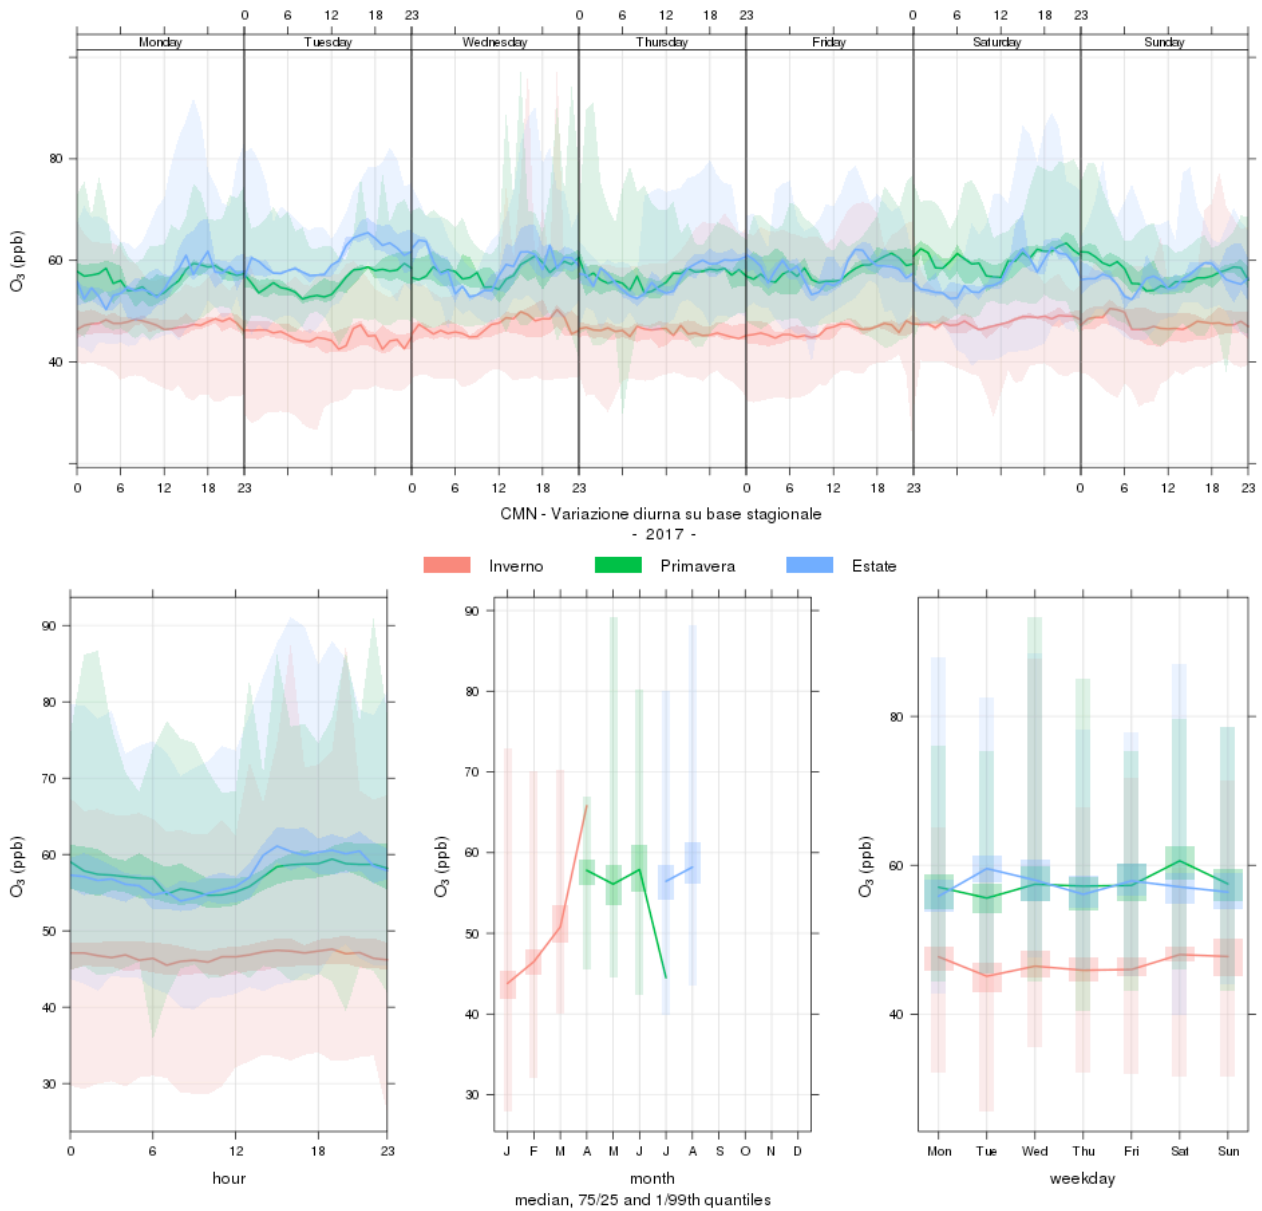 0 6 12 18 23 0 6 12 18 23 0 6 12 18 23
Monday Tuesday Wednesday Thursday Friday Saturday Sunday
80
60
40
O3 (ppb)
0 6 12 18 23 0 6 12 18 23 0 6 12 18 23 0 6 12 18 23
CMN - Variazione diurna su base stagionale
- 2017 -
Inverno Primavera Estate
90
80
70
60
50
40
30
O3 (ppb)
0 6 12 18 23
hour
90
80
70
60
50
40
30
O3 (ppb)
J F M A M J J A S O N D
month
80
60
40
O3 (ppb)
Mon Tue Wed Thu Fri Sat Sun
weekday
median, 75/25 and 1/99th quantiles